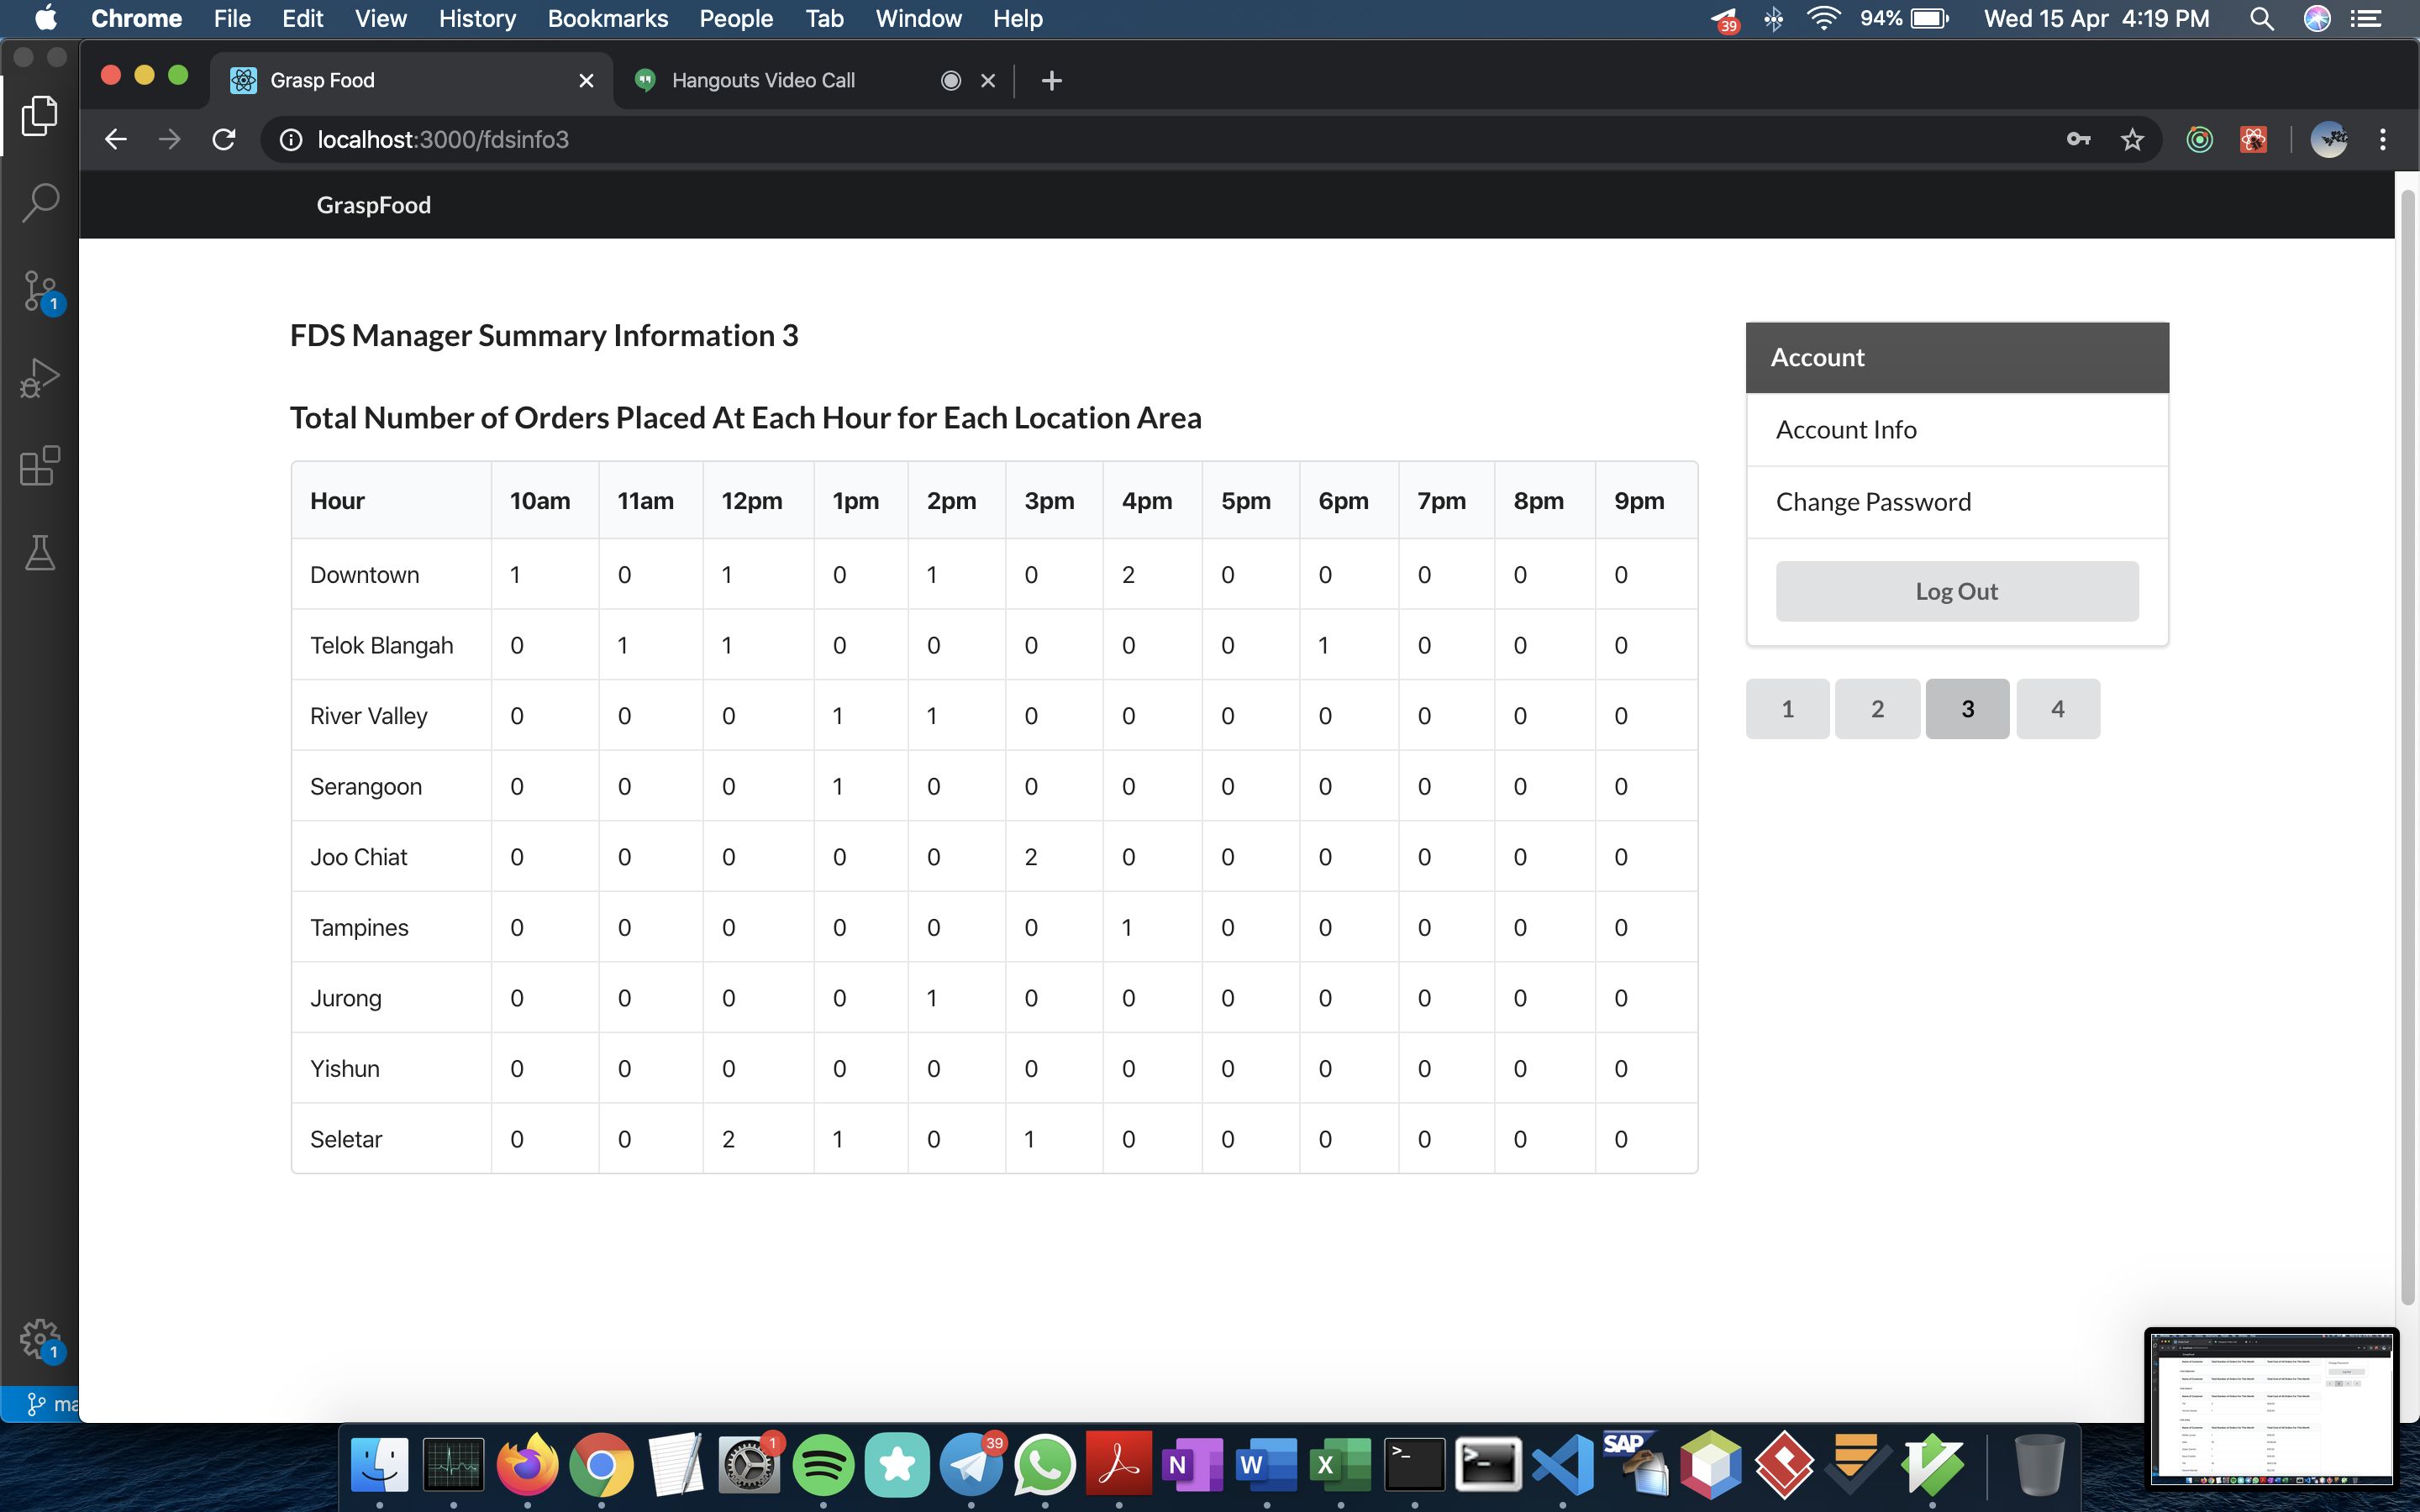 Chrome File Edit View History Bookmarks People Tab Window Help 39 94% Wed 15 Apr 4:19 PM
Grasp Food Hangouts Video Call
localhost:3000/fdsinfo3
GraspFood
1
FDS Manager Summary Information 3
Total Number of Orders Placed At Each Hour for Each Location Area
Hour 10am 11am 12pm 1pm 2pm 3pm 4pm 5pm 6pm 7pm 8pm 9pm
Downtown 1 0 1 0 1 0 2 0 0 0 0 0
Telok Blangah 0 1 1 0 0 0 0 0 1 0 0 0
River Valley 0 0 0 1 1 0 0 0 0 0 0 0
Serangoon 0 0 0 1 0 0 0 0 0 0 0 0
Joo Chiat 0 0 0 0 0 2 0 0 0 0 0 0
Tampines 0 0 0 0 0 0 1 0 0 0 0 0
Jurong 0 0 0 0 1 0 0 0 0 0 0 0
Yishun 0 0 0 0 0 0 0 0 0 0 0 0
Seletar 0 0 2 1 0 1 0 0 0 0 0 0
Account
Account Info
Change Password
Log Out
1 2 3 4
1
ma
1 39 N W X >_ >_ SAP